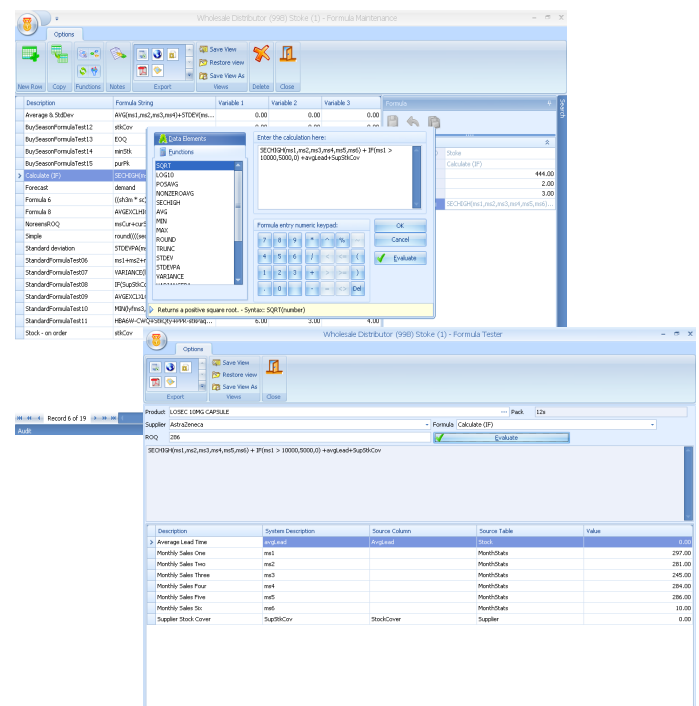 Wholesale Distributor (99B) Stoke (1) - Formula Maintenance
Options
Save View
Restore view
Save View As
New Row Copy Functions Notes Export Views Delete Close
Description Formula String Variable 1 Variable 2 Variable 3
Average & StdDev AVG(ms1,ms2,ms3,ms4)+STDEV(ms... 0.00 0.00 0.00
BuySeasonFormulaTest12 stkCov
BuySeasonFormulaTest13 EOQ
BuySeasonFormulaTest14 minStk
BuySeasonFormulaTest15 purPk
Calculate (IF) SECHIGH(ms
Forecast demand
Formula 6 ((sh3m * sc)
Formula 8 AVGEXCLHI
NoreensROQ msCur+curS
Simple round((((sec
Standard deviation STDEVPA(m
StandardFormulaTest06 ms1+ms2+
StandardFormulaTest07 VARIANCE(
StandardFormulaTest08 IF(SupStkCo
StandardFormulaTest09 AVGEXCLL
StandardFormulaTest10 MIN(lyfms3,
StandardFormulaTest11 HBA6W-CWQ+StkQty+PPR-stkPaq... 6.00 3.00 4.00
Stock - on order stkCov
Record 6 of 19
Audit
Formula
Search
Stoke
Calculate (IF)
444.00
2.00
3.00
SECHIGH(ms1,ms2,ms3,ms4,ms5,ms6)...
Data Elements
Functions
SQRT
LOG10
POSAVG
NONZEROAVG
SECHIGH
AVG
MIN
MAX
ROUND
TRUNC
STDEV
STDEVPA
VARIANCE
Enter the calculation here:
SECHIGH(ms1,ms2,ms3,ms4,ms5,ms6) + IF(ms1 >
10000,5000,0) +avgLead+SupStkCov
Formula entry numeric keypad:
7 8 9 * ^ %
4 5 6 / < <= (
1 2 3 + > >= )
. 0 - = <> Del
OK
Cancel
Evaluate
Returns a positive square root. - Syntax: SQRT(number)
Wholesale Distributor (99B) Stoke (1) - Formula Tester
Options
Save View
Restore view
Save View As
Export Views Close
Product LOSEC 10MG CAPSULE Pack 12s
Supplier AstraZeneca Formula Calculate (IF)
ROQ 286 Evaluate
SECHIGH(ms1,ms2,ms3,ms4,ms5,ms6) + IF(ms1 > 10000,5000,0) +avgLead+SupStkCov
Description System Description Source Column Source Table Value
Average Lead Time avgLead AvgLead Stock 0.00
Monthly Sales One ms1 MonthStats 297.00
Monthly Sales Two ms2 MonthStats 281.00
Monthly Sales Three ms3 MonthStats 245.00
Monthly Sales Four ms4 MonthStats 284.00
Monthly Sales Five ms5 MonthStats 286.00
Monthly Sales Six ms6 MonthStats 10.00
Supplier Stock Cover SupStkCov StockCover Supplier 0.00